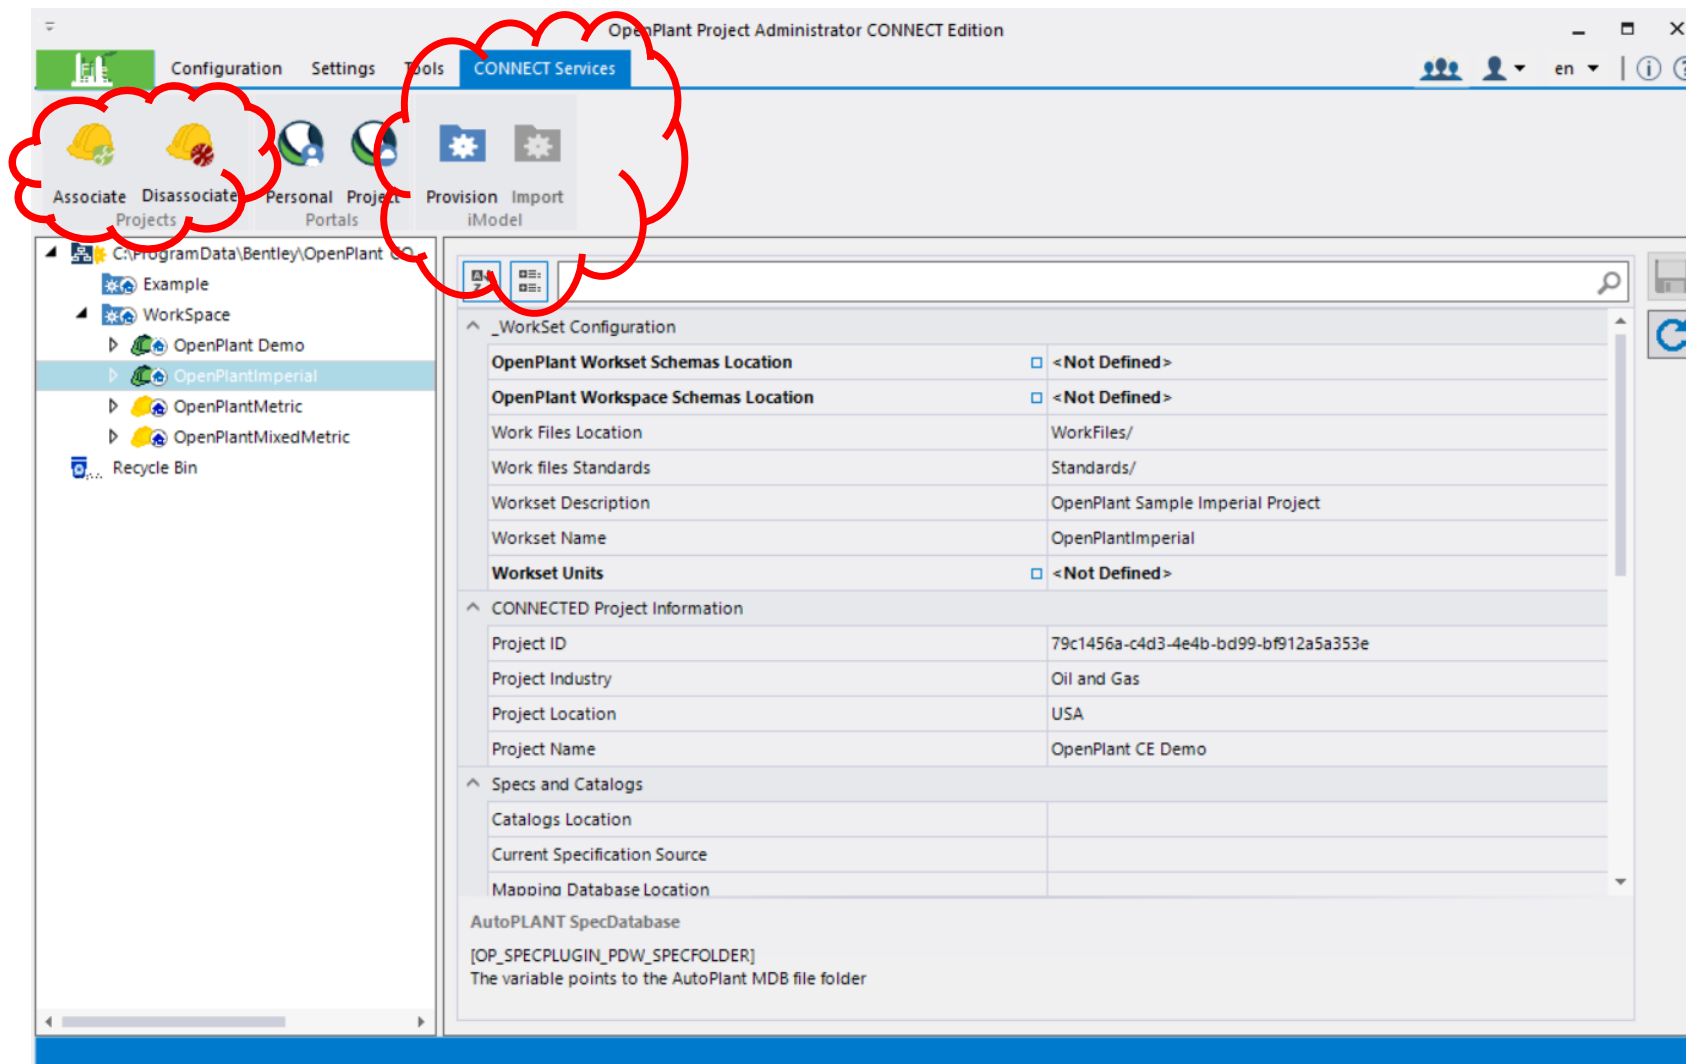 OpenPlant Project Administrator CONNECT Edition
Configuration Settings Tools CONNECT Services
en
Associate Disassociate Personal Project Provision Import
Projects Portals iModel
C:\ProgramData\Bentley\OpenPlant CO
Example
WorkSpace
OpenPlant Demo
OpenPlantImperial
OpenPlantMetric
OpenPlantMixedMetric
Recycle Bin
_WorkSet Configuration
OpenPlant Workset Schemas Location <Not Defined>
OpenPlant Workspace Schemas Location <Not Defined>
Work Files Location WorkFiles/
Work files Standards Standards/
Workset Description OpenPlant Sample Imperial Project
Workset Name OpenPlantImperial
Workset Units <Not Defined>
CONNECTED Project Information
Project ID 79c1456a-c4d3-4e4b-bd99-bf912a5a353e
Project Industry Oil and Gas
Project Location USA
Project Name OpenPlant CE Demo
Specs and Catalogs
Catalogs Location
Current Specification Source
Mapping Database Location
AutoPLANT SpecDatabase
[OP_SPECPLUGIN_PDW_SPECFOLDER]
The variable points to the AutoPlant MDB file folder